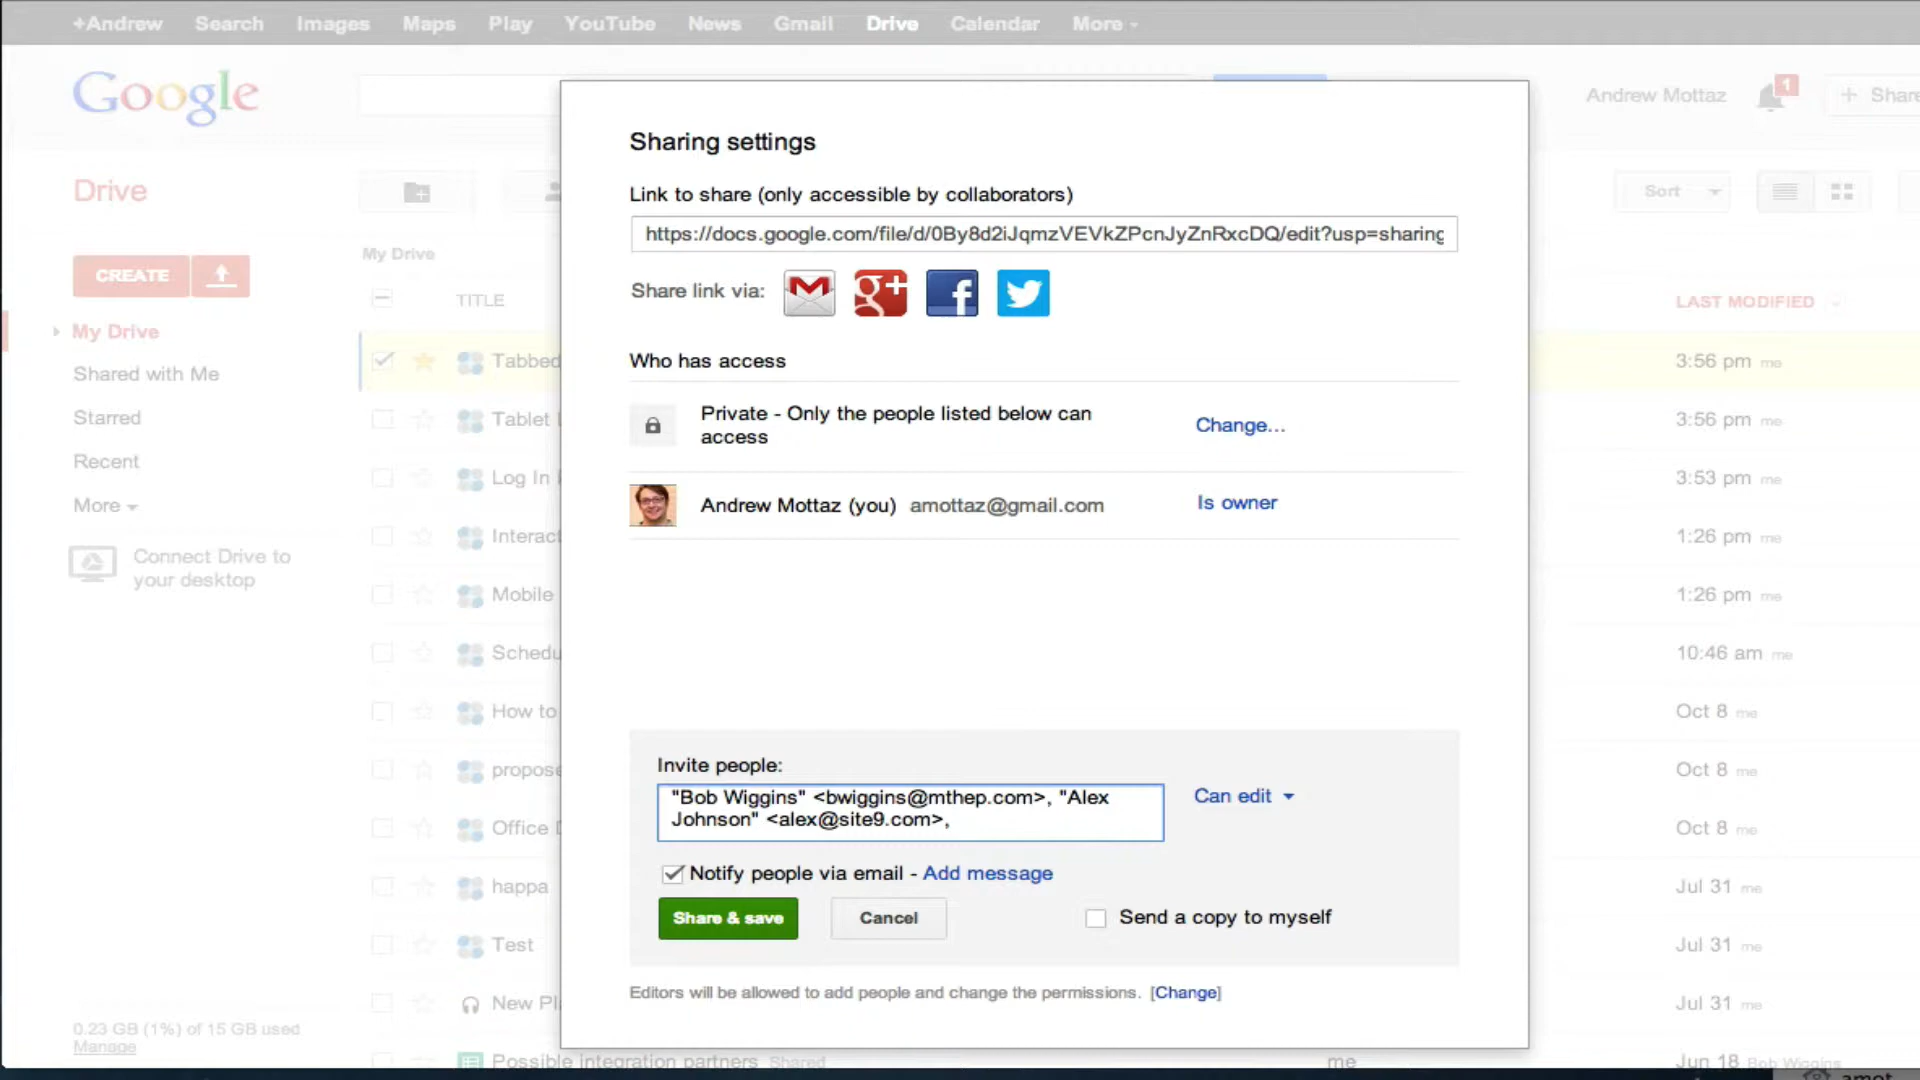 +Andrew Search Images Maps Play YouTube News Gmail Drive Calendar More
Google
Andrew Mottaz 1 + Share
Drive
Sort
CREATE
My Drive
Shared with Me
Starred
Recent
More
Connect Drive to
your desktop
0.23 GB (1%) of 15 GB used
Manage
My Drive
TITLE LAST MODIFIED
Tabbed 3:56 pm me
Tablet 3:56 pm me
Log In 3:53 pm me
Interact 1:26 pm me
Mobile 1:26 pm me
Schedu 10:46 am me
How to Oct 8 me
propose Oct 8 me
Office Oct 8 me
happa Jul 31 me
Test Jul 31 me
New Pl Jul 31 me
Possible integration partners Shared me Jun 18 Bob Wiggins
Sharing settings
Link to share (only accessible by collaborators)
https://docs.google.com/file/d/0By8d2iJqmzVEVkZPcnJyZnRxcDQ/edit?usp=sharing
Share link via:
Who has access
Private - Only the people listed below can
access
Change...
Andrew Mottaz (you) amottaz@gmail.com Is owner
Invite people:
"Bob Wiggins" <bwiggins@mthep.com>, "Alex
Johnson" <alex@site9.com>,
Can edit
Notify people via email - Add message
Share & save Cancel Send a copy to myself
Editors will be allowed to add people and change the permissions. [Change]
amot